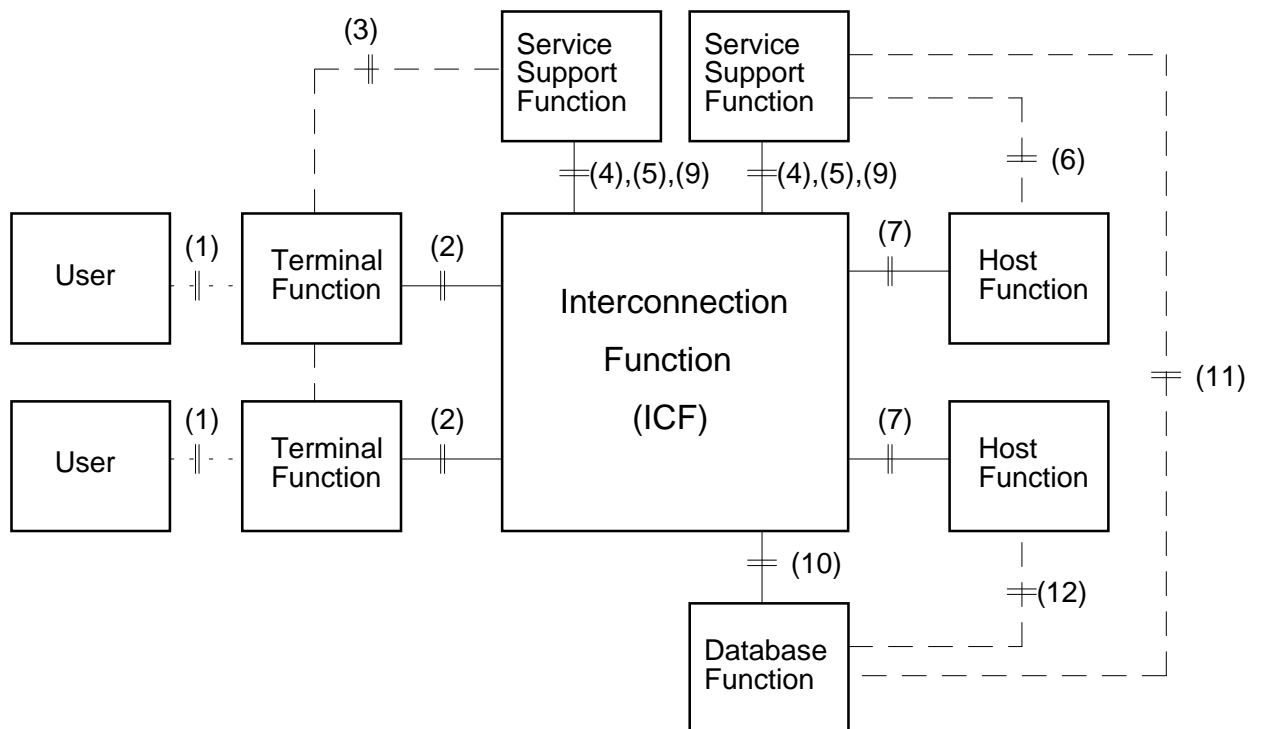 (3)
Service
Support
Function
Service
Support
Function
(4),(5),(9)
(4),(5),(9)
(6)
User
(1)
Terminal
Function
(2)
Interconnection
Function
(ICF)
(7)
Host
Function
(11)
User
(1)
Terminal
Function
(2)
(7)
Host
Function
(10)
(12)
Database
Function